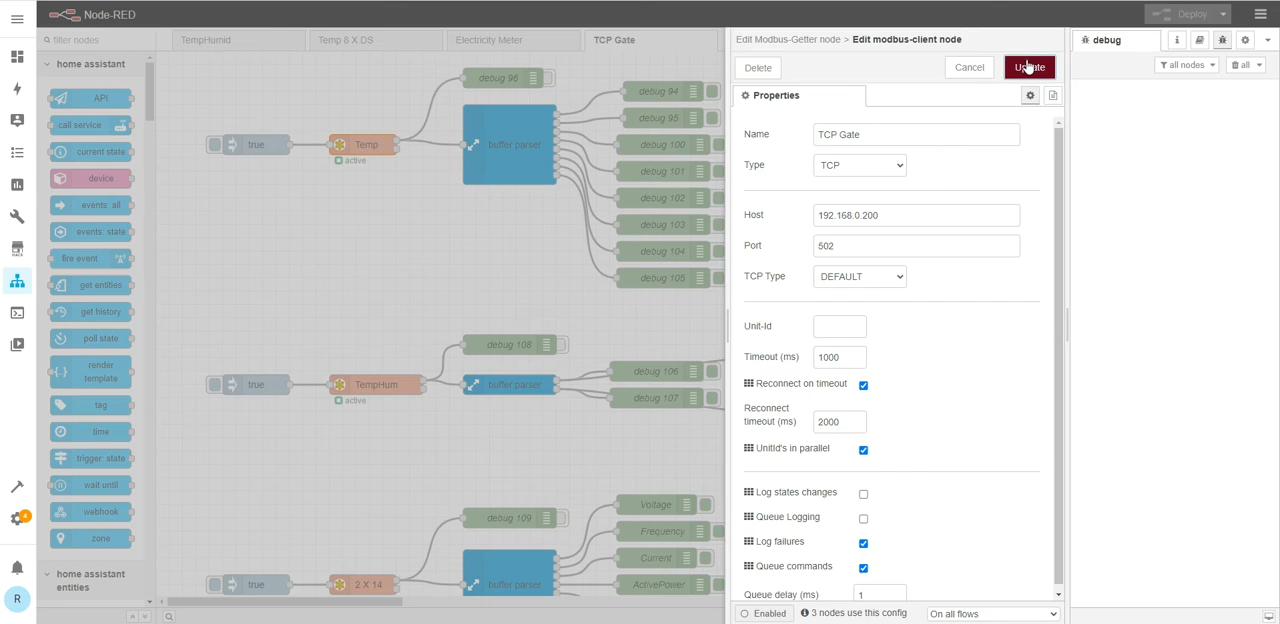 Node-RED
Deploy
filter nodes
TempHumid
Temp 8 X DS
Electricity Meter
TCP Gate
home assistant
API
call service
current state
device
events: all
events: state
fire event
get entities
get history
poll state
render
template
tag
time
trigger: state
wait until
webhook
zone
home assistant
entities
HACS
4
R
true
Temp
active
debug 96
buffer parser
debug 94
debug 95
debug 100
debug 101
debug 102
debug 103
debug 104
debug 105
true
TempHum
active
debug 108
buffer parser
debug 106
debug 107
true
2 X 14
debug 109
buffer parser
Voltage
Frequency
Current
ActivePower
Edit Modbus-Getter node > Edit modbus-client node
Delete
Cancel
Properties
Name
TCP Gate
Type
TCP
Host
192.168.0.200
Port
502
TCP Type
DEFAULT
Unit-Id
Timeout (ms)
1000
Reconnect on timeout
Reconnect
timeout (ms)
2000
UnitId's in parallel
Log states changes
Queue Logging
Log failures
Queue commands
Queue delay (ms)
1
Enabled
3 nodes use this config
On all flows
debug
i
all nodes
all